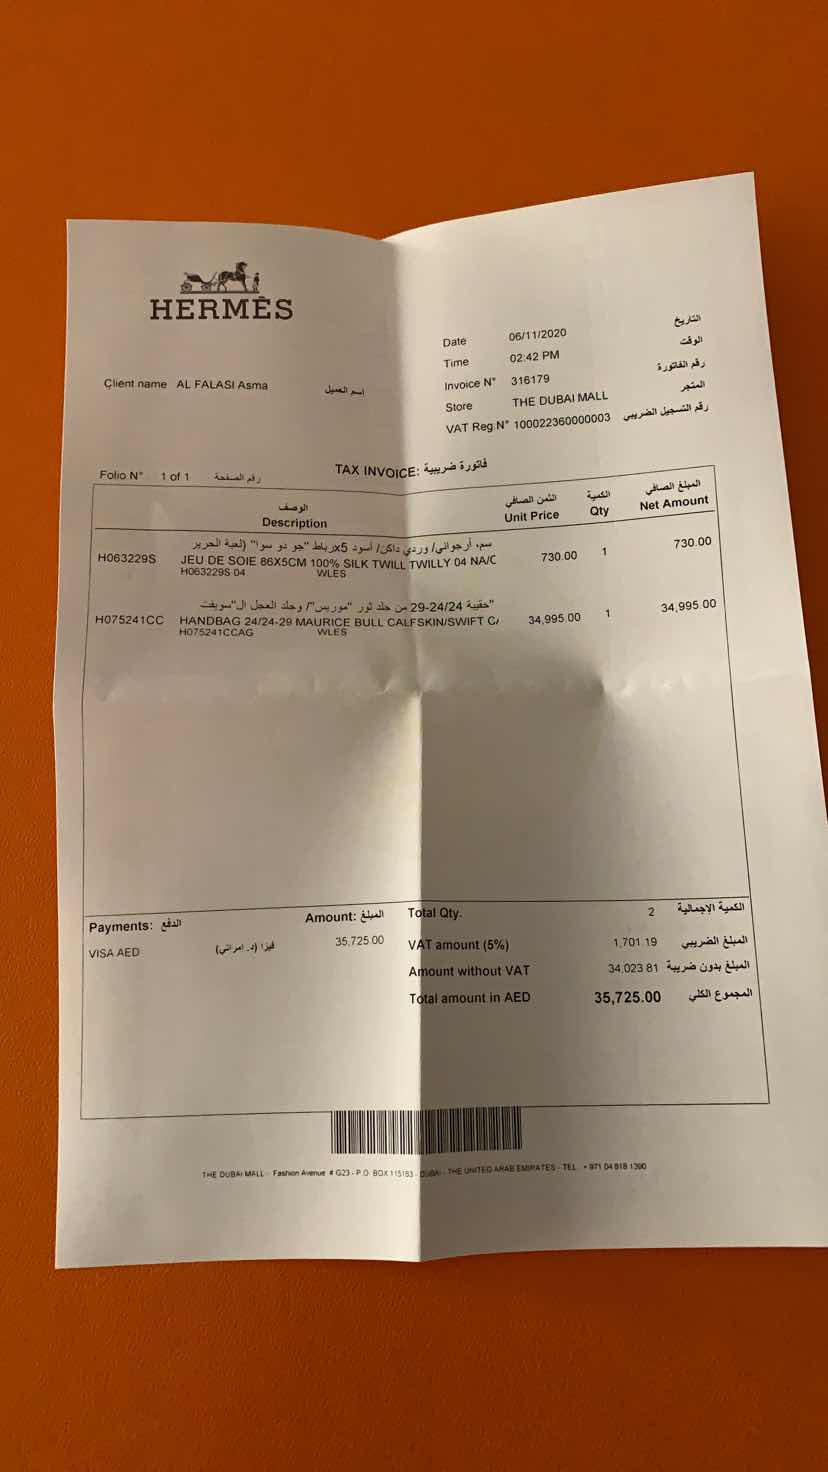 HERMÈS
Client name AL FALASI Asma اسم العميل
Date 06/11/2020 التاريخ
Time 02:42 PM الوقت
Invoice N° 316179 رقم الفاتورة
Store THE DUBAI MALL المتجر
VAT Reg.N° 100022360000003 رقم التسجيل الضريبي
Folio N° 1 of 1 رقم الصفحة
TAX INVOICE: فاتورة ضريبية
الوصف الثمن الصافي الكمية المبلغ الصافي
Description Unit Price Qty Net Amount
رباط "جو دو سوا" (لعبة الحرير 5x سم، أرجواني/ وردي داكن/ أسود
H063229S JEU DE SOIE 86X5CM 100% SILK TWILL TWILLY 04 NA/C 730.00 1 730.00
H063229S 04 WLES
"حقيبة 24/24-29 من جلد ثور "موريس"/ وجلد العجل ال"سويفت
H075241CC HANDBAG 24/24-29 MAURICE BULL CALFSKIN/SWIFT CA 34,995.00 1 34,995.00
H075241CCAG WLES
Payments: الدفع Amount: المبلغ
VISA AED فيزا (د. امراتي) 35,725.00
Total Qty. 2 الكمية الإجمالية
VAT amount (5%) 1,701.19 المبلغ الضريبي
Amount without VAT 34,023.81 المبلغ بدون ضريبة
Total amount in AED 35,725.00 المجموع الكلي
THE DUBAI MALL - Fashion Avenue # G23 - P.O. BOX 115183 - DUBAI - THE UNITED ARAB EMIRATES - TEL. + 971 04 818 1390